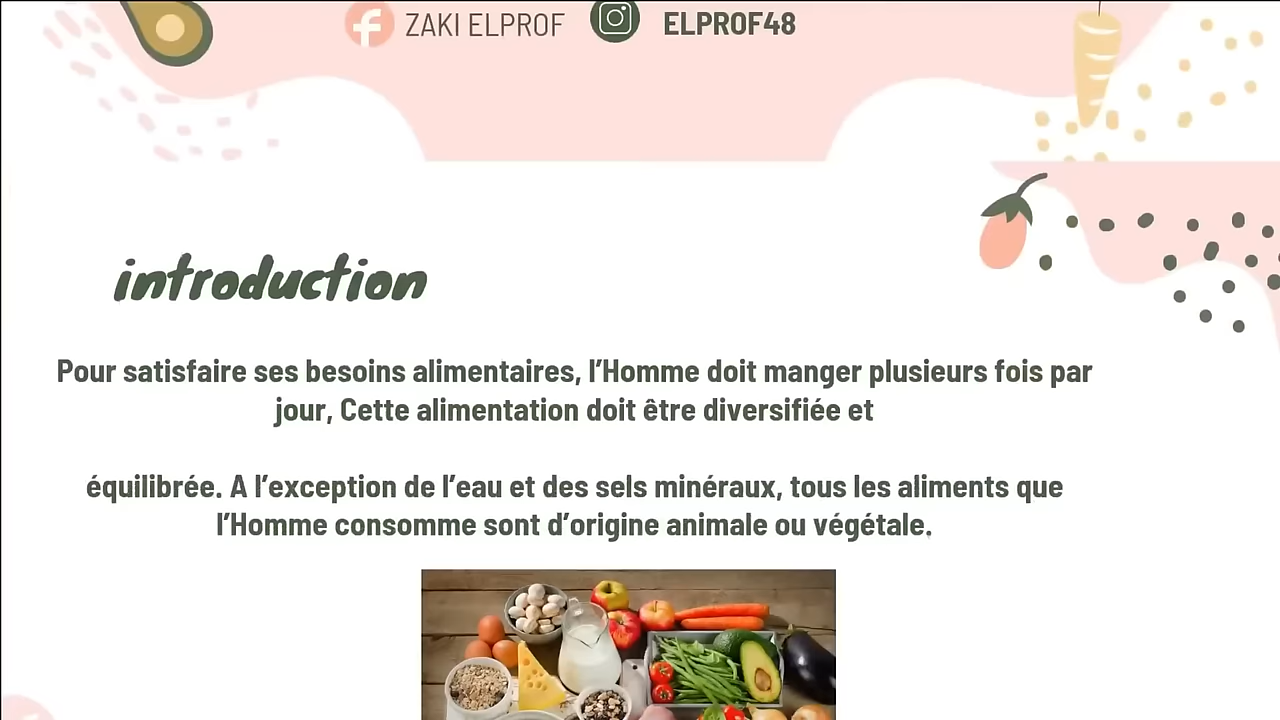 ZAKI ELPROF ELPROF48
introduction
Pour satisfaire ses besoins alimentaires, l’Homme doit manger plusieurs fois par
jour, Cette alimentation doit être diversifiée et
équilibrée. A l’exception de l’eau et des sels minéraux, tous les aliments que
l’Homme consomme sont d’origine animale ou végétale.